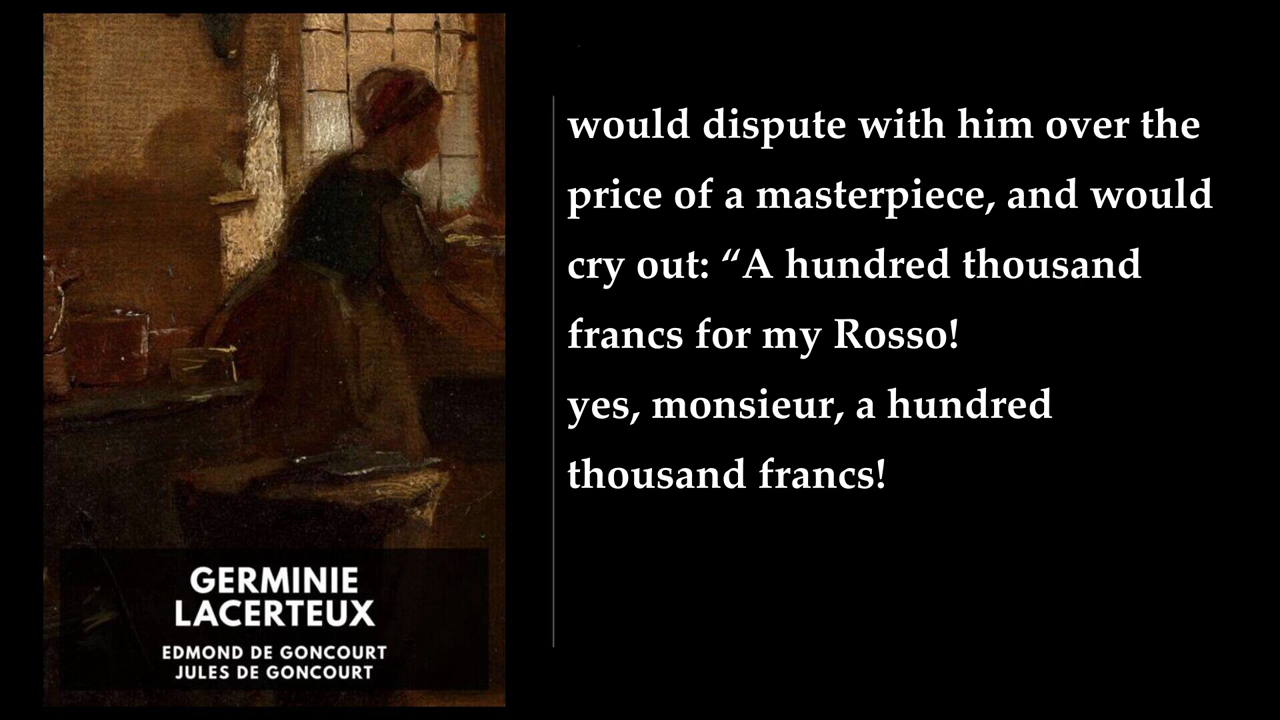 would dispute with him over the
price of a masterpiece, and would
cry out: “A hundred thousand
francs for my Rosso!
yes, monsieur, a hundred
thousand francs!
GERMINIE
LACERTEUX
EDMOND DE GONCOURT
JULES DE GONCOURT